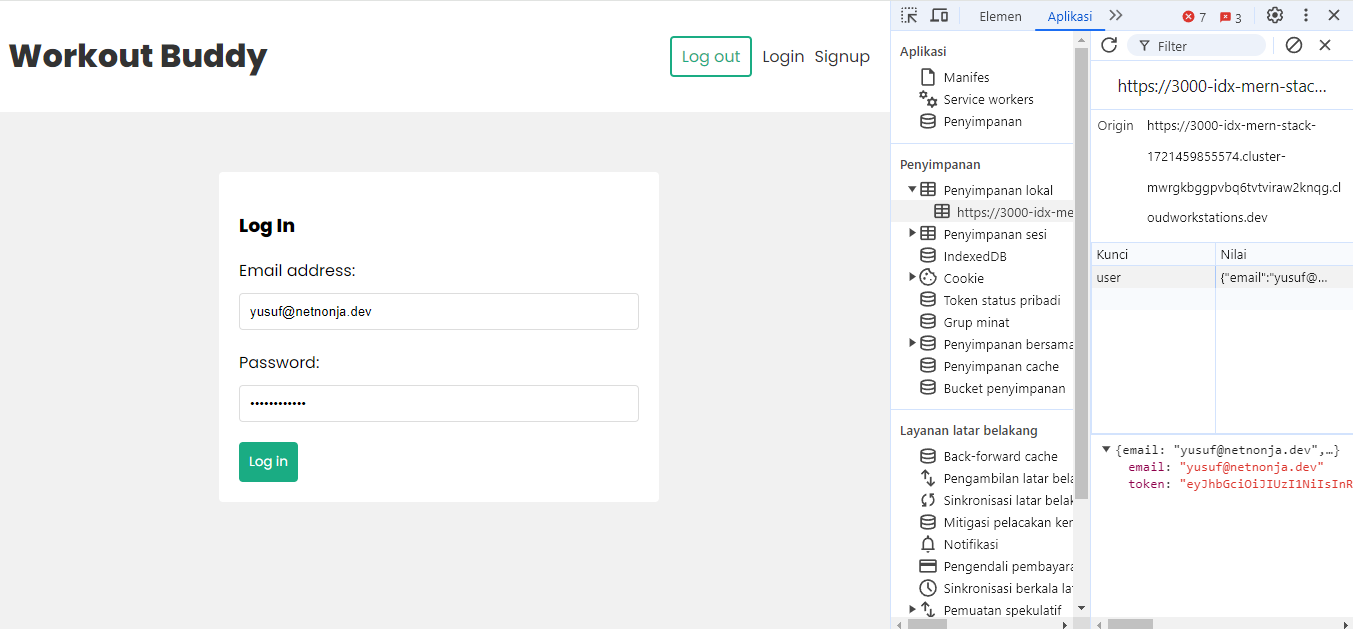 Workout Buddy
Log out
Login
Signup
Log In
Email address:
yusuf@netnonja.dev
Password:
••••••••••••
Log in
Elemen
Aplikasi
7
3
Aplikasi
Manifes
Service workers
Penyimpanan
Penyimpanan
Penyimpanan lokal
https://3000-idx-me
Penyimpanan sesi
IndexedDB
Cookie
Token status pribadi
Grup minat
Penyimpanan bersama
Penyimpanan cache
Bucket penyimpanan
Layanan latar belakang
Back-forward cache
Pengambilan latar bela
Sinkronisasi latar belak
Mitigasi pelacakan ker
Notifikasi
Pengendali pembayara
Sinkronisasi berkala la
Pemuatan spekulatif
Filter
https://3000-idx-mern-stac...
Origin
https://3000-idx-mern-stack-
1721459855574.cluster-
mwrgkbggpvbq6tvtviraw2knqg.cl
oudworkstations.dev
Kunci
Nilai
user
{"email":"yusuf@...
{email: "yusuf@netnonja.dev",…}
email: "yusuf@netnonja.dev"
token: "eyJhbGciOiJIUzI1NiIsInR